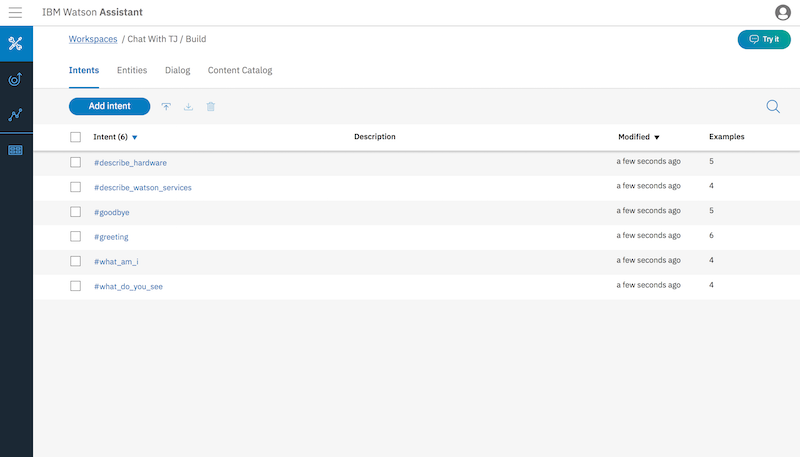 IBM Watson Assistant
Workspaces / Chat With TJ / Build
Try it
Intents Entities Dialog Content Catalog
Add intent
Intent (6) ▼ Description Modified ▼ Examples
#describe_hardware a few seconds ago 5
#describe_watson_services a few seconds ago 4
#goodbye a few seconds ago 5
#greeting a few seconds ago 6
#what_am_i a few seconds ago 4
#what_do_you_see a few seconds ago 4